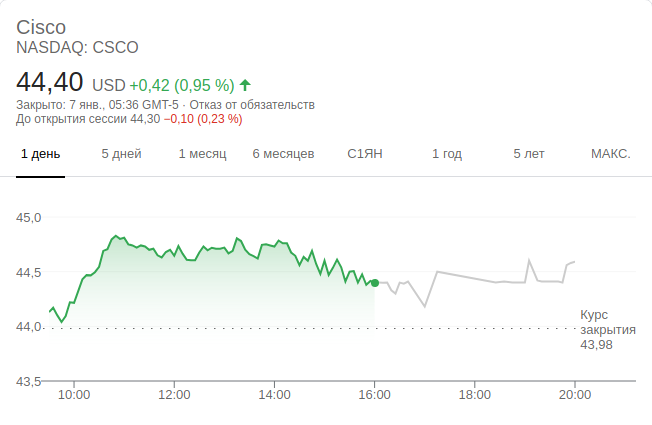 Cisco
NASDAQ: CSCO
44,40 USD +0,42 (0,95 %)
Закрыто: 7 янв., 05:36 GMT-5 · Отказ от обязательств
До открытия сессии 44,30 −0,10 (0,23 %)
1 день 5 дней 1 месяц 6 месяцев С1ЯН 1 год 5 лет МАКС.
45,0
44,5
44,0
Курс
закрытия
43,98
43,5
10:00 12:00 14:00 16:00 18:00 20:00